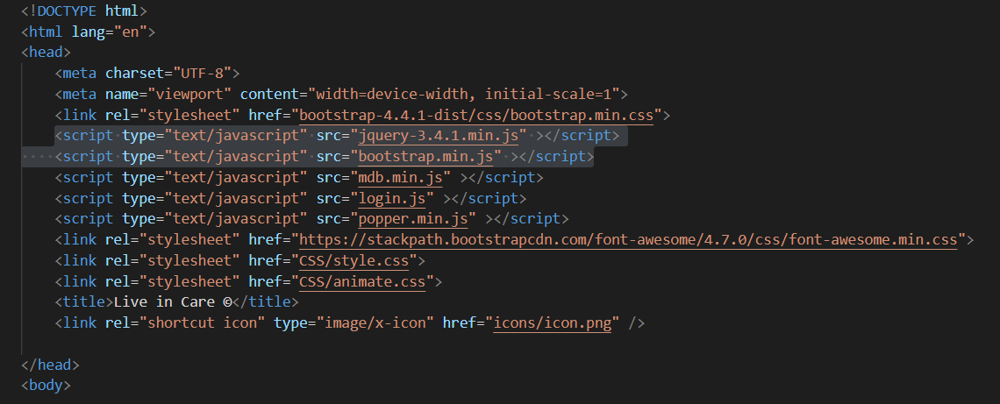 <!DOCTYPE html>
<html lang="en">
<head>
<meta charset="UTF-8">
<meta name="viewport" content="width=device-width, initial-scale=1">
<link rel="stylesheet" href="bootstrap-4.4.1-dist/css/bootstrap.min.css">
<script type="text/javascript" src="jquery-3.4.1.min.js" ></script>
<script type="text/javascript" src="bootstrap.min.js" ></script>
<script type="text/javascript" src="mdb.min.js" ></script>
<script type="text/javascript" src="login.js" ></script>
<script type="text/javascript" src="popper.min.js" ></script>
<link rel="stylesheet" href="https://stackpath.bootstrapcdn.com/font-awesome/4.7.0/css/font-awesome.min.css">
<link rel="stylesheet" href="CSS/style.css">
<link rel="stylesheet" href="CSS/animate.css">
<title>Live in Care ©</title>
<link rel="shortcut icon" type="image/x-icon" href="icons/icon.png" />
</head>
<body>